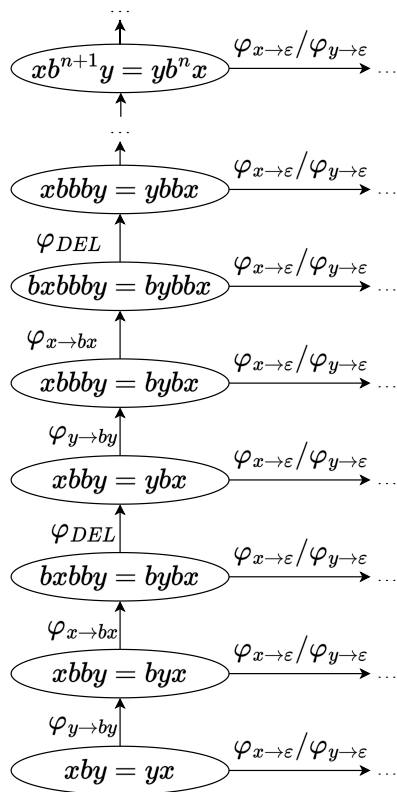 ...
xb^{n+1}y = yb^nx
φ_{x→ε}/φ_{y→ε}
...
...
xbbby = ybbx
φ_{x→ε}/φ_{y→ε}
...
φ_{DEL}
bxbbby = bybbx
φ_{x→ε}/φ_{y→ε}
...
φ_{x→bx}
xbbby = bybx
φ_{x→ε}/φ_{y→ε}
...
φ_{y→by}
xbby = ybx
φ_{x→ε}/φ_{y→ε}
...
φ_{DEL}
bxbby = bybx
φ_{x→ε}/φ_{y→ε}
...
φ_{x→bx}
xbby = byx
φ_{x→ε}/φ_{y→ε}
...
φ_{y→by}
xby = yx
φ_{x→ε}/φ_{y→ε}
...